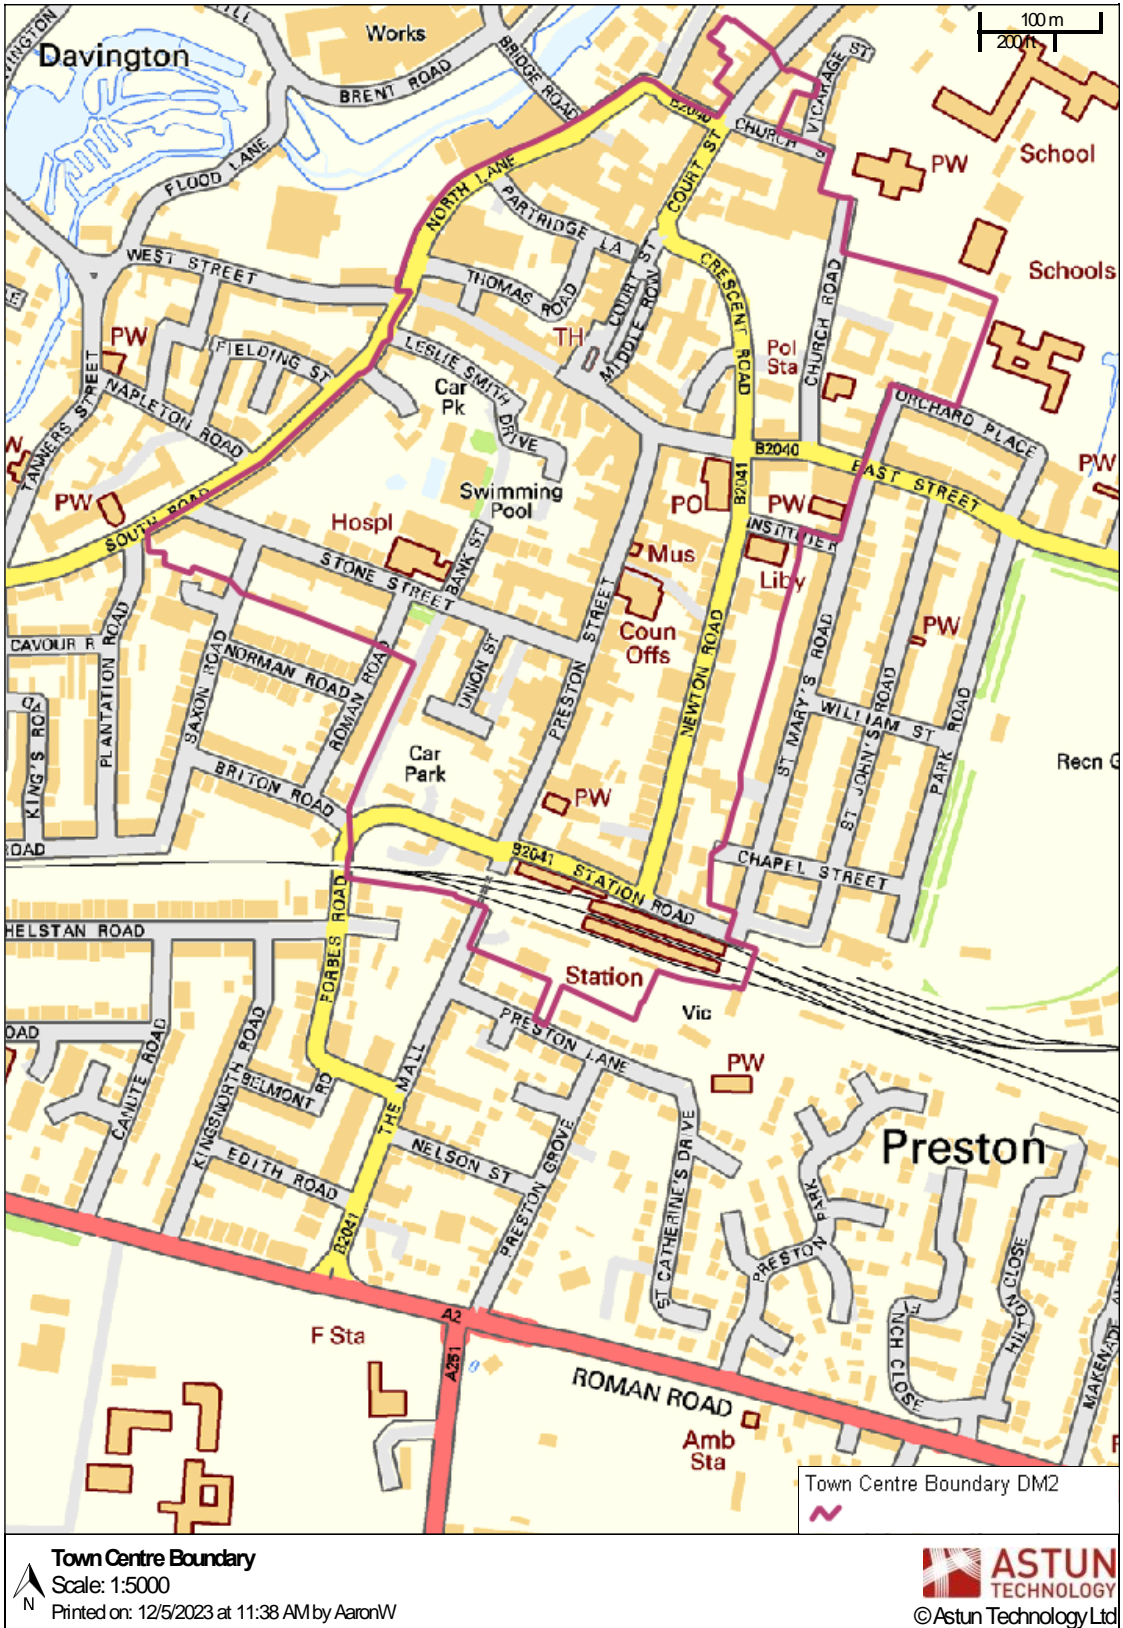 100 m
200 ft
Davington
Works
BRIDGE ROAD
BRENT ROAD
VICARAGE ST
B2040
CHURCH S
School
PW
FLOOD LANE
NORTH LANE
COURT ST
PARTRIDGE LA
WEST STREET
THOMAS ROAD
COURT ST
MIDDLE ROW
CRESCENT ROAD
CHURCH ROAD
Schools
PW
FIELDING ST
TH
LESLIE SMITH DRIVE
Car
Pk
Pol
Sta
NAPLETON ROAD
TANNERS STREET
ORCHARD PLACE
B2040
EAST STREET
PW
PW
SOUTH ROAD
Swimming
Pool
PO
B2041
PW
Hospl
BANK ST
INSTITUTE R
STONE STREET
Mus
Liby
Coun
Offs
PW
CAVOUR R
PLANTATION ROAD
SAXON ROAD
NORMAN ROAD
ROMAN ROAD
UNION ST
PRESTON STREET
NEWTON ROAD
ST MARY'S ROAD
WILLIAM ST
ST JOHN'S ROAD
PARK ROAD
KING'S ROA
BRITON ROAD
Car
Park
PW
Recn G
ROAD
B2041
STATION ROAD
CHAPEL STREET
HELSTAN ROAD
FORBES ROAD
Station
Vic
OAD
CANUTE ROAD
KINGSNORTH ROAD
BELMONT RD
THE MALL
PRESTON LANE
PW
Preston
EDITH ROAD
NELSON ST
PRESTON GROVE
ST CATHERINE'S DRIVE
PRESTON PARK
B2041
HILTON CLOSE
NCH CLOSE
MAKENADE
A2
F Sta
A251
ROMAN ROAD
Amb
Sta
Town Centre Boundary DM2
Town Centre Boundary
Scale: 1:5000
N
Printed on: 12/5/2023 at 11:38 AM by AaronW
ASTUN
TECHNOLOGY
© Astun Technology Ltd